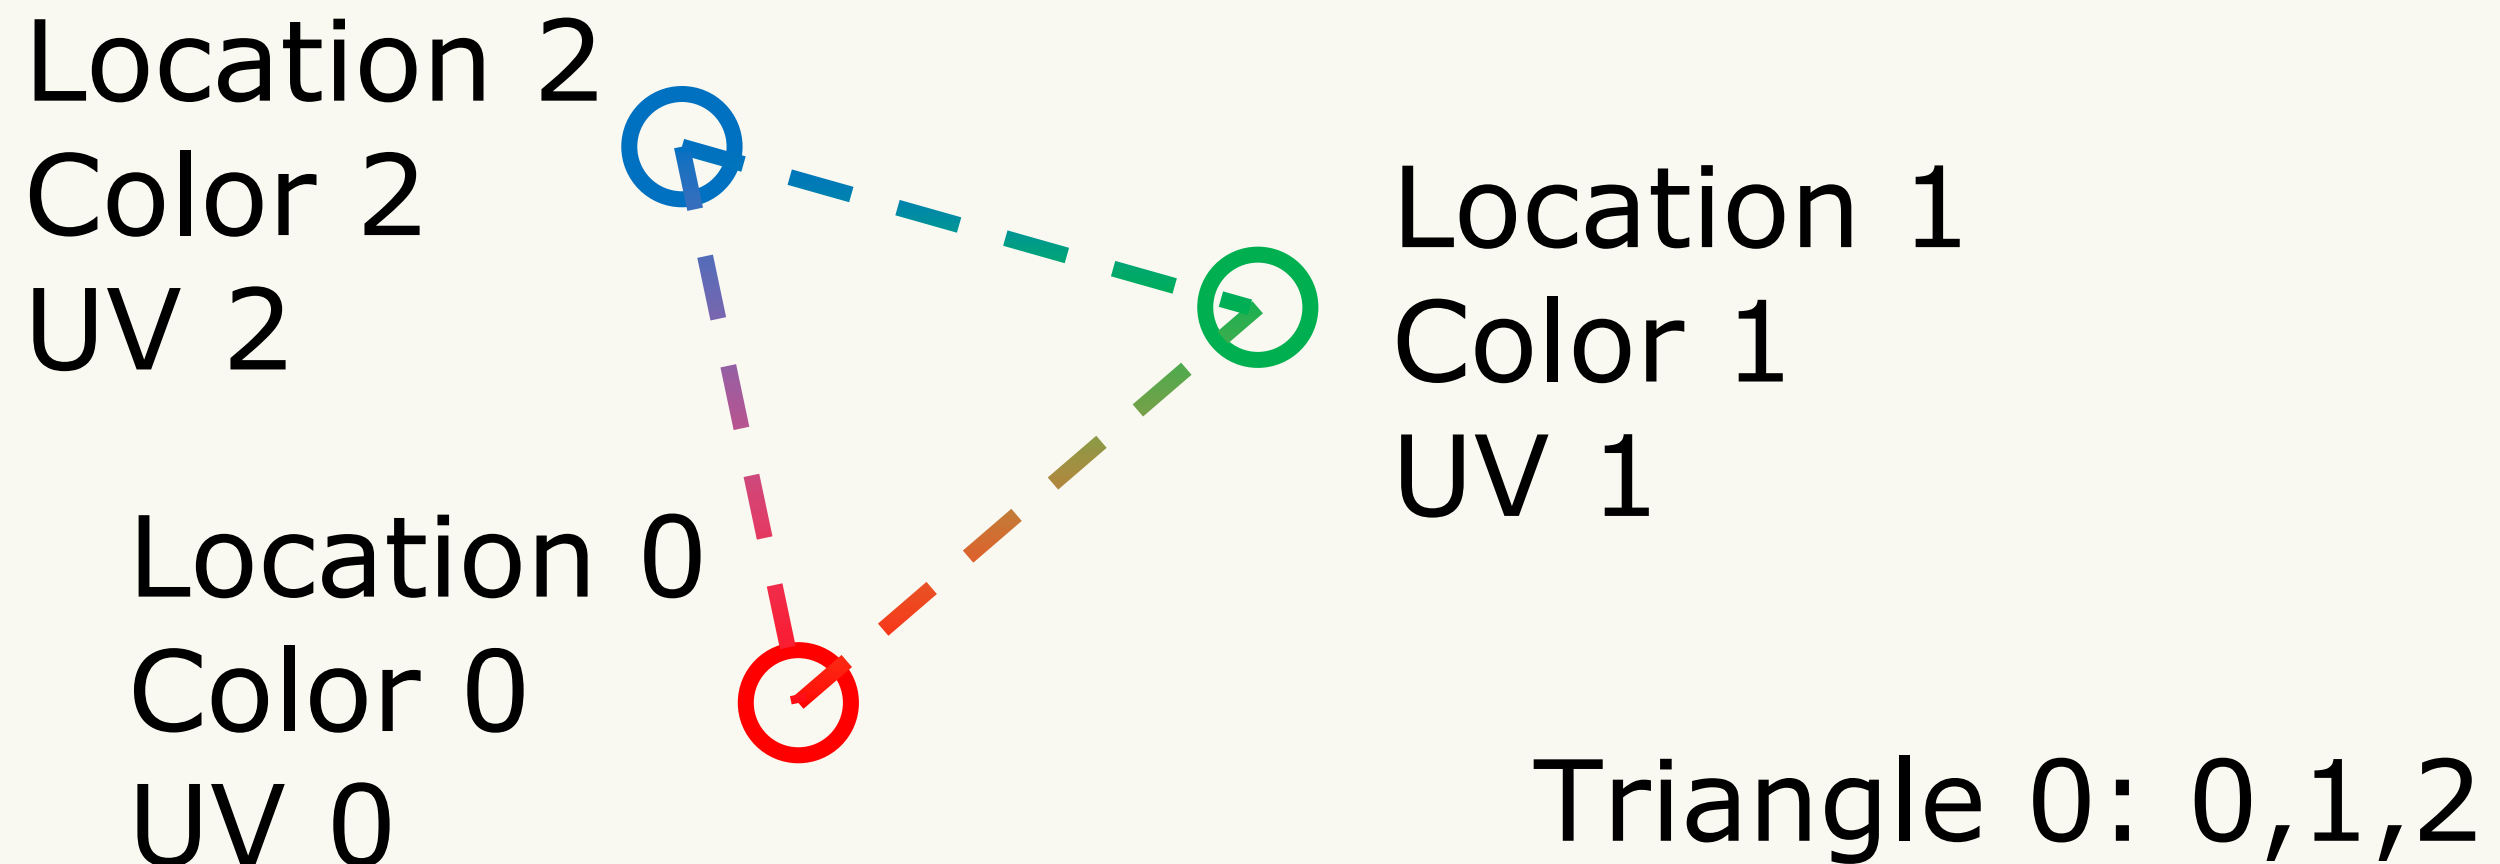 Location 2
Color 2
UV 2
Location 1
Color 1
UV 1
Location 0
Color 0
UV 0
Triangle 0: 0,1,2